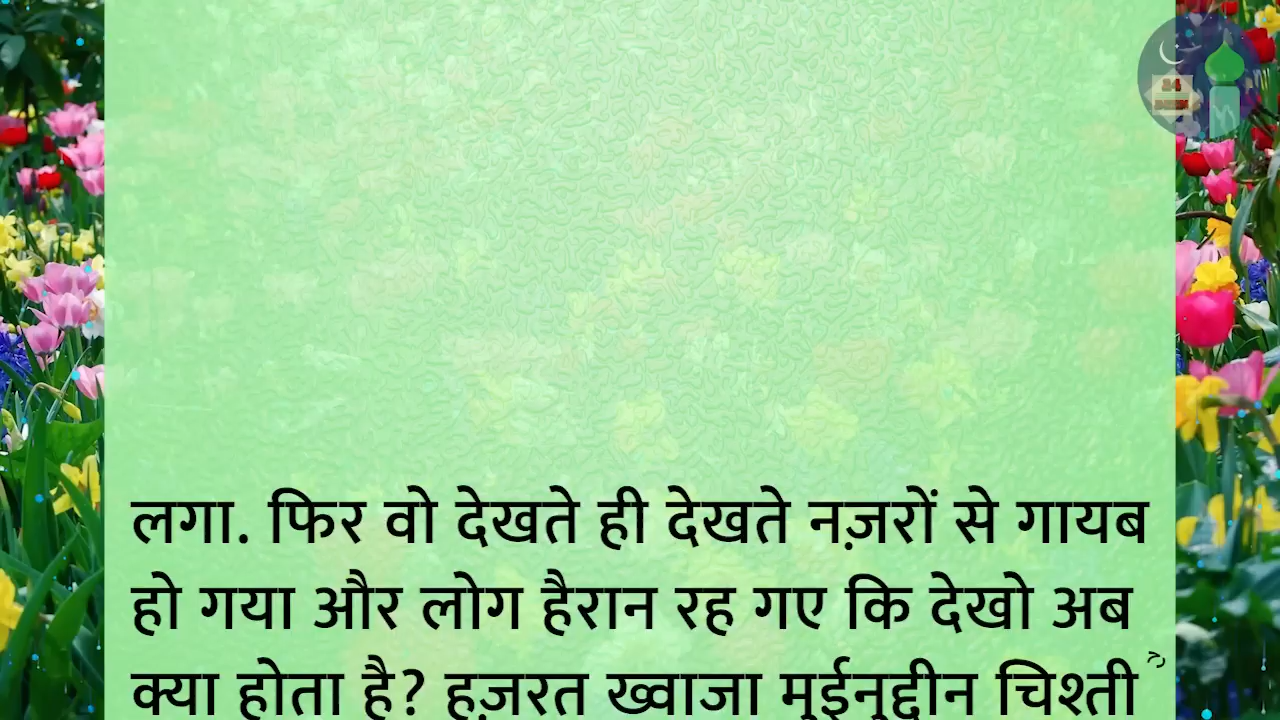 लगा. फिर वो देखते ही देखते नज़रों से गायब
हो गया और लोग हैरान रह गए कि देखो अब
क्या होता है? हज़रत ख्वाजा मुईनुद्दीन चिश्ती